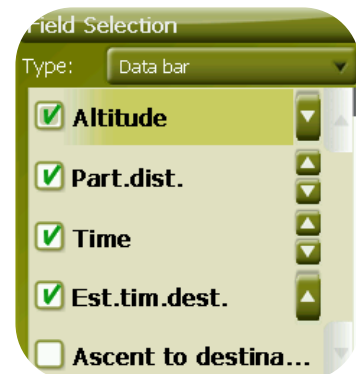 Field Selection
Type: Data bar
Altitude
Part.dist.
Time
Est.tim.dest.
Ascent to destina...